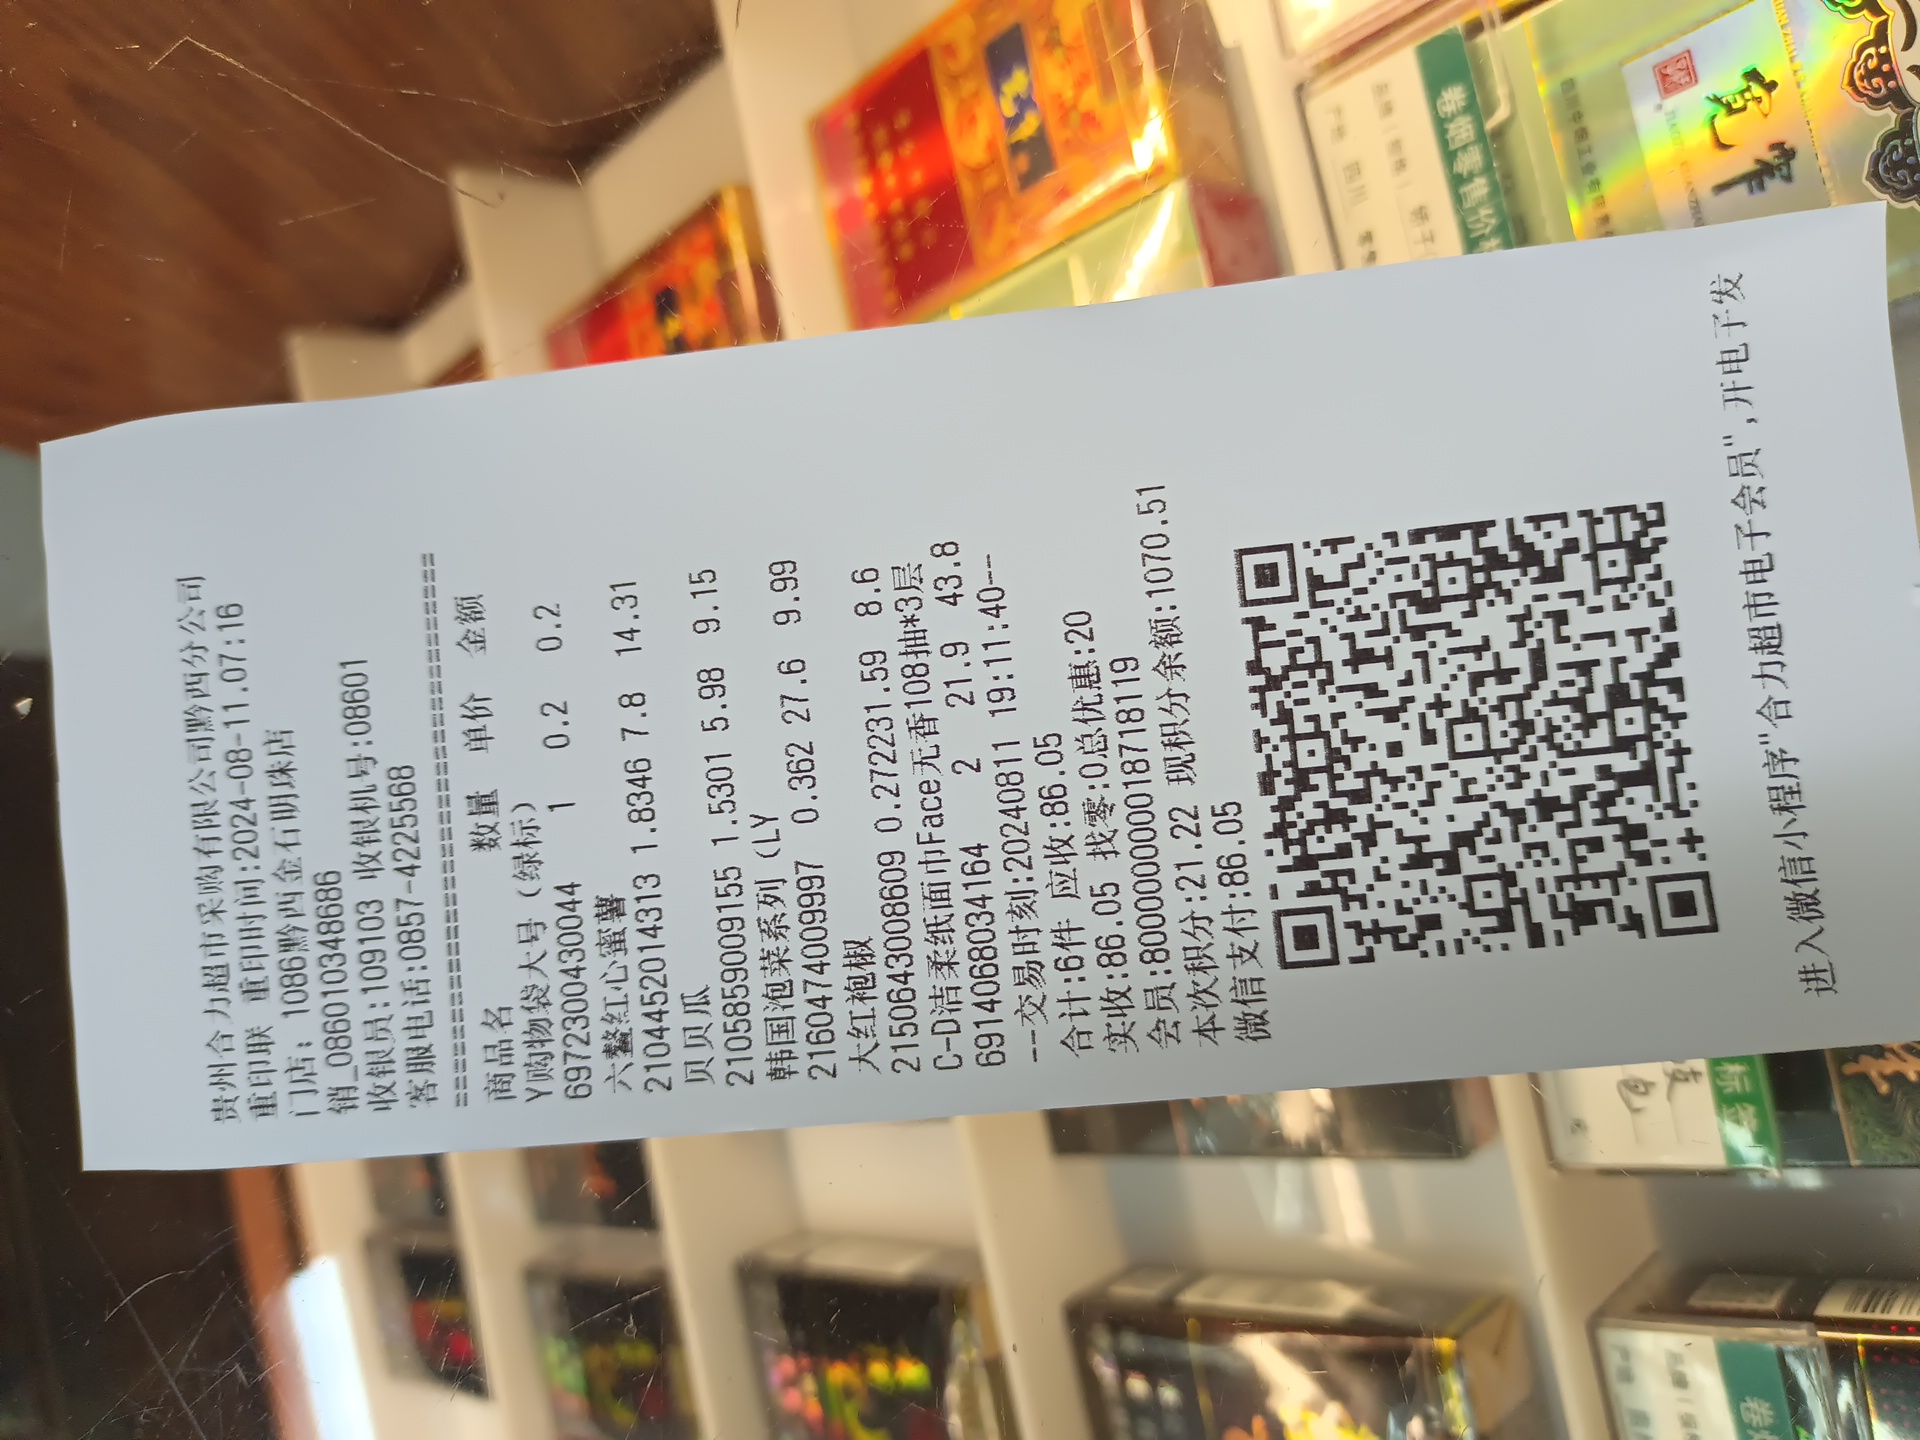 贵州合力超市采购有限公司黔西分公司
重印联 重印时间:2024-08-11.07:16
门店: 1086黔西金石明珠店
销_086010348686
收银员:109103 收银机号:08601
客服电话:0857-4225568
商品名 数量 单价 金额
Y购物袋大号(绿标)
6972300430044 1 0.2 0.2
六鳌红心蜜薯
2104452014313 1.8346 7.8 14.31
贝贝瓜
2105859009155 1.5301 5.98 9.15
韩国泡菜系列(LY
2160474009997 0.362 27.6 9.99
大红袍椒
2150643008609 0.27223 1.59 8.6
C-D洁柔纸面巾Face无香108抽*3层
6914068034164 2 21.9 43.8
---交易时刻:20240811 19:11:40--
合计:6件 应收:86.05
实收:86.05 找零:0总优惠:20
会员:80000000018718119
本次积分:21.22 现积分余额:1070.51
微信支付:86.05
进入微信小程序"合力超市电子会员",开电子发
卷烟零售价
四川
宽窄